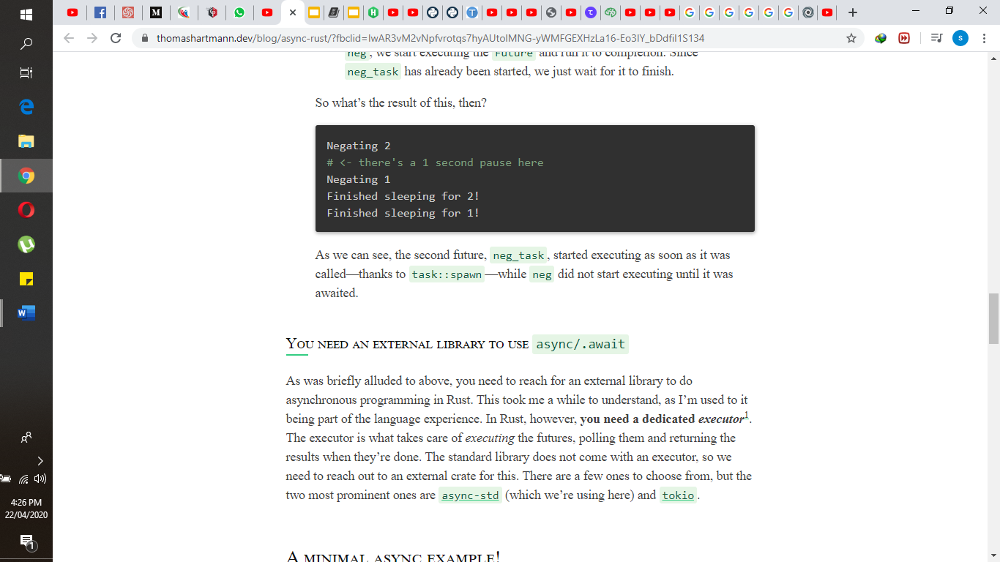 thomashartmann.dev/blog/async-rust/?fbclid=IwAR3vM2vNpfvrotqs7hyAUtolMNG-yWMFGEXHzLa16-Eo3IY_bDdfil1S134
neg, we start executing the Future and run it to completion. Since
neg_task has already been started, we just wait for it to finish.
So what’s the result of this, then?
Negating 2
# <- there's a 1 second pause here
Negating 1
Finished sleeping for 2!
Finished sleeping for 1!
As we can see, the second future, neg_task, started executing as soon as it was
called—thanks to task::spawn—while neg did not start executing until it was
awaited.
You need an external library to use async/.await
As was briefly alluded to above, you need to reach for an external library to do
asynchronous programming in Rust. This took me a while to understand, as I’m used to it
being part of the language experience. In Rust, however, you need a dedicated executor1.
The executor is what takes care of executing the futures, polling them and returning the
results when they’re done. The standard library does not come with an executor, so we
need to reach out to an external crate for this. There are a few ones to choose from, but the
two most prominent ones are async-std (which we’re using here) and tokio.
A minimal async example!
4:26 PM
22/04/2020
1